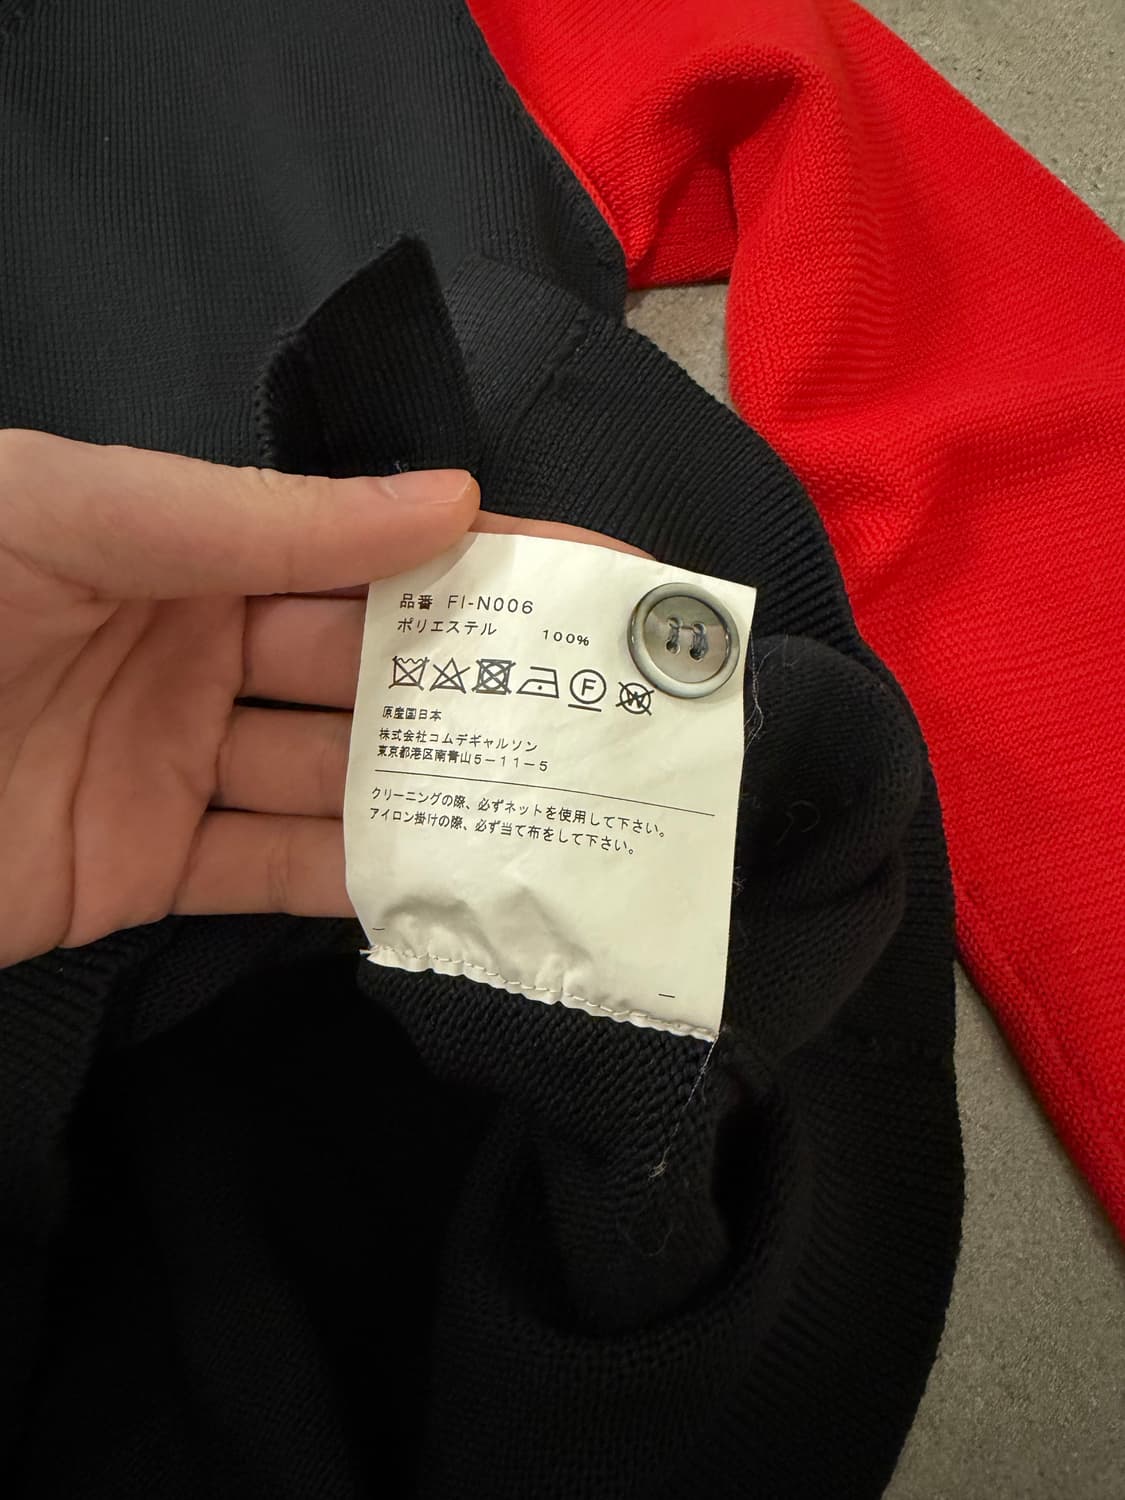 品番 FI-N006
ポリエステル 100%
F
W
原産国日本
株式会社コムデギャルソン
東京都港区南青山5-11-5
クリーニングの際、必ずネットを使用して下さい。
アイロン掛けの際、必ず当て布をして下さい。